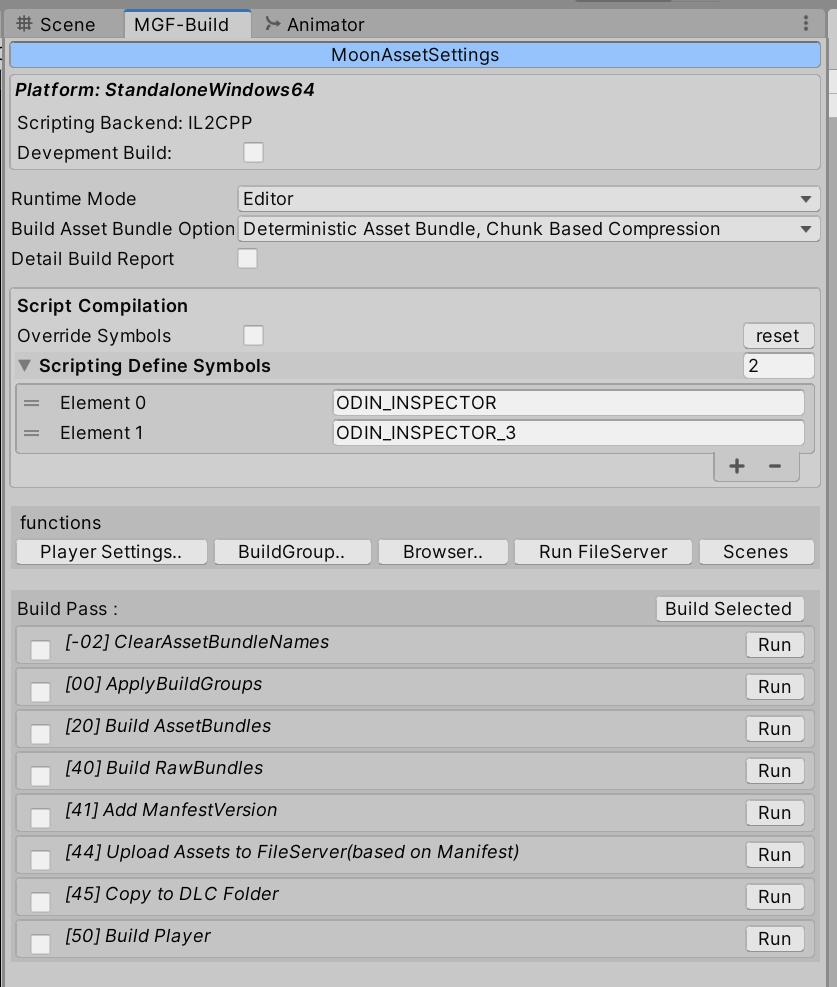 Scene MGF-Build Animator
MoonAssetSettings
Platform: StandaloneWindows64
Scripting Backend: IL2CPP
Devepment Build:
Runtime Mode Editor
Build Asset Bundle Option Deterministic Asset Bundle, Chunk Based Compression
Detail Build Report
Script Compilation
Override Symbols reset
Scripting Define Symbols 2
Element 0 ODIN_INSPECTOR
Element 1 ODIN_INSPECTOR_3
functions
Player Settings.. BuildGroup.. Browser.. Run FileServer Scenes
Build Pass : Build Selected
[-02] ClearAssetBundleNames Run
[00] ApplyBuildGroups Run
[20] Build AssetBundles Run
[40] Build RawBundles Run
[41] Add ManfestVersion Run
[44] Upload Assets to FileServer(based on Manifest) Run
[45] Copy to DLC Folder Run
[50] Build Player Run